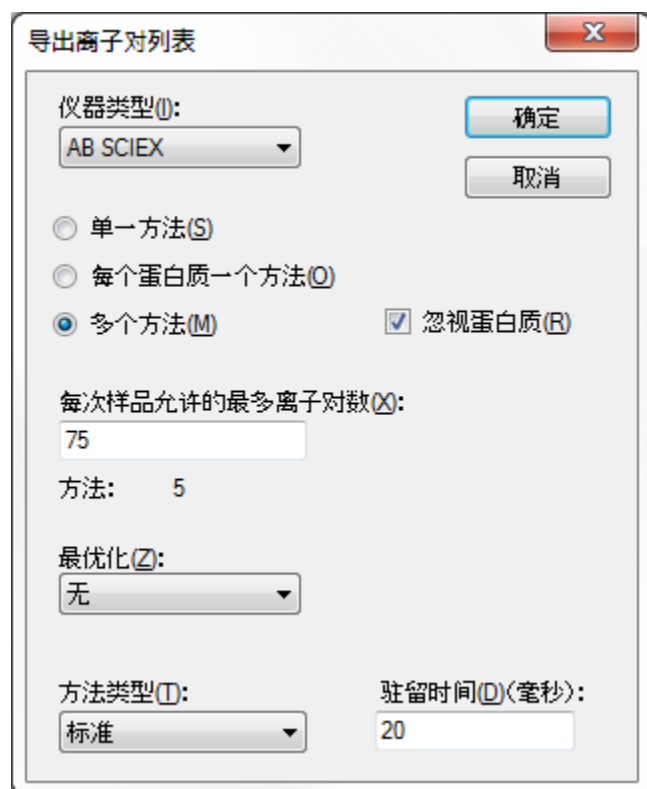 导出离子对列表
仪器类型(I):
AB SCIEX
确定
取消
单一方法(S)
每个蛋白质一个方法(O)
多个方法(M)
忽视蛋白质(R)
每次样品允许的最多离子对数(X):
75
方法: 5
最优化(Z):
无
方法类型(T):
驻留时间(D)(毫秒):
标准
20